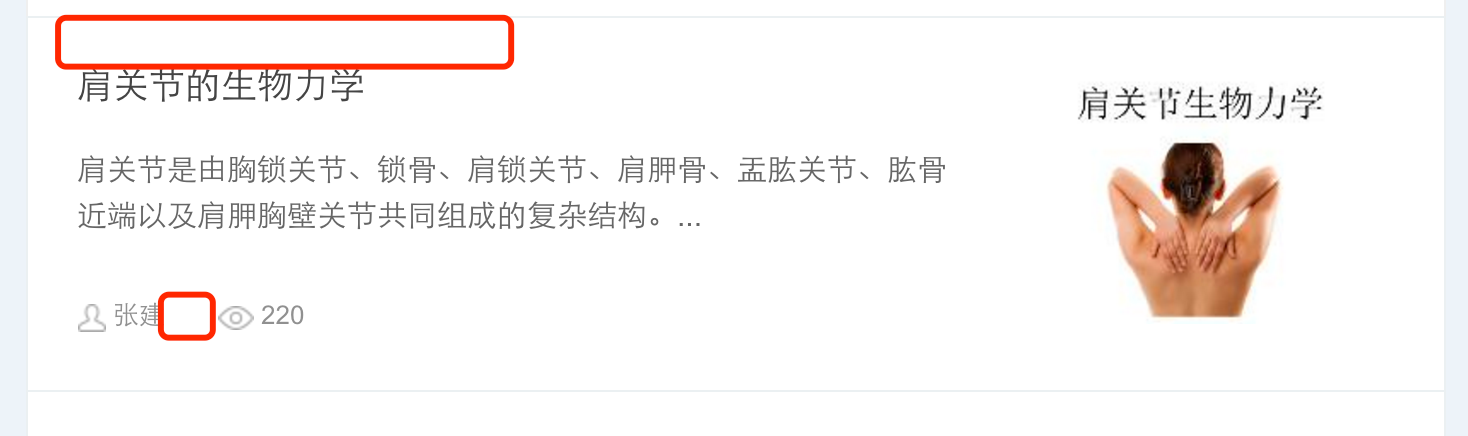 肩关节的生物力学
肩关节是由胸锁关节、锁骨、肩锁关节、肩胛骨、盂肱关节、肱骨
近端以及肩胛胸壁关节共同组成的复杂结构。...
张建
220
肩关节生物力学